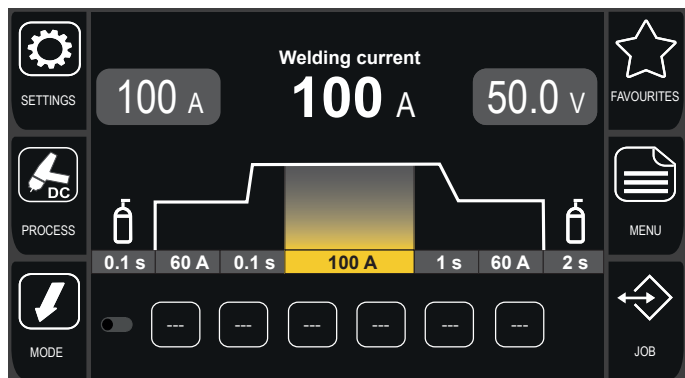 Welding current
SETTINGS
100 A
100 A
50.0 V
FAVOURITES
DC
PROCESS
MENU
0.1 s
60 A
0.1 s
100 A
1 s
60 A
2 s
---
---
---
---
---
---
MODE
JOB